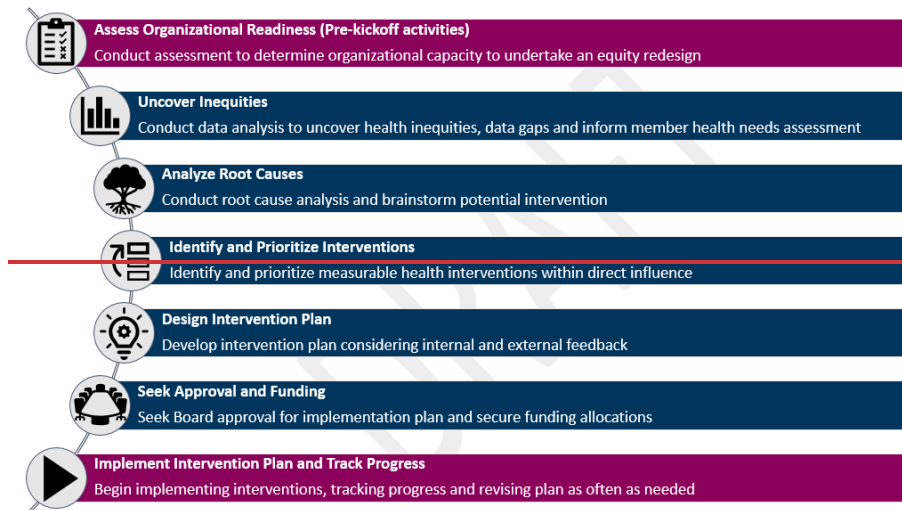 Assess Organizational Readiness (Pre-kickoff activities)
Conduct assessment to determine organizational capacity to undertake an equity redesign
Uncover Inequities
Conduct data analysis to uncover health inequities, data gaps and inform member health needs assessment
Analyze Root Causes
Conduct root cause analysis and brainstorm potential intervention
Identify and Prioritize Interventions
Identify and prioritize measurable health interventions within direct influence
Design Intervention Plan
Develop intervention plan considering internal and external feedback
Seek Approval and Funding
Seek Board approval for implementation plan and secure funding allocations
Implement Intervention Plan and Track Progress
Begin implementing interventions, tracking progress and revising plan as often as needed
DRAFT